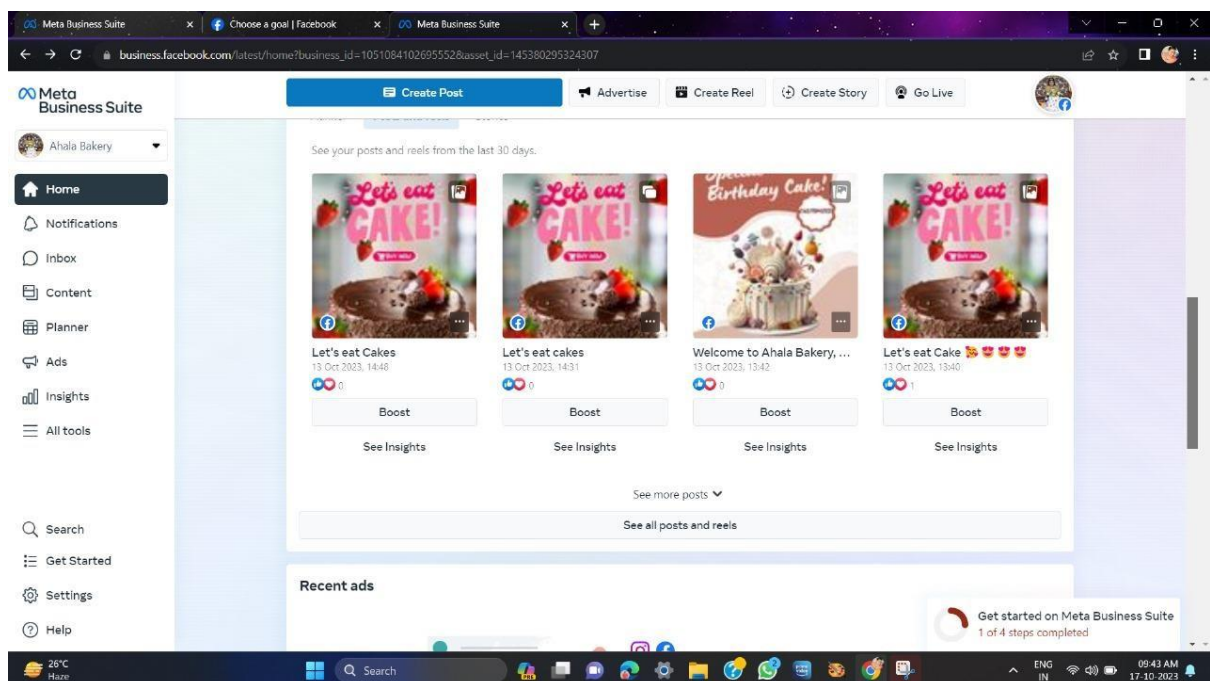 Meta Business Suite
Choose a goal | Facebook
Meta Business Suite
business.facebook.com/latest/home?business_id=1051084102695552&asset_id=145380295324307
Meta
Business Suite
Ahala Bakery
Home
Notifications
Inbox
Content
Planner
Ads
Insights
All tools
Search
Get Started
Settings
Help
Create Post
Advertise
Create Reel
Create Story
Go Live
See your posts and reels from the last 30 days.
Let's eat
CAKE!
BUY NOW
Let's eat
CAKE!
BUY NOW
Special
Birthday Cake!
Let's eat
CAKE!
BUY NOW
Let's eat Cakes
13 Oct 2023, 14:48
0
Boost
See Insights
Let's eat cakes
13 Oct 2023, 14:31
0
Boost
See Insights
Welcome to Ahala Bakery, ...
13 Oct 2023, 13:42
0
Boost
See Insights
Let's eat Cake 🥳😍😍😍
13 Oct 2023, 13:40
1
Boost
See Insights
See more posts
See all posts and reels
Recent ads
Get started on Meta Business Suite
1 of 4 steps completed
26°C
Haze
Search
ENG
IN
09:43 AM
17-10-2023